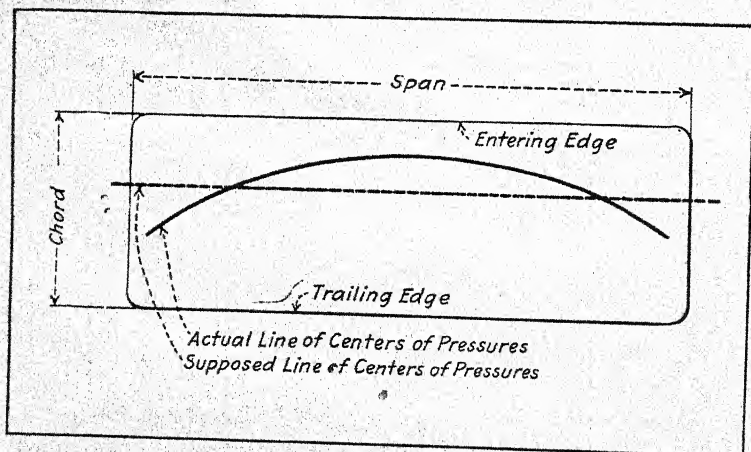 Span
Entering Edge
Chord
Trailing Edge
Actual Line of Centers of Pressures
Supposed Line of Centers of Pressures